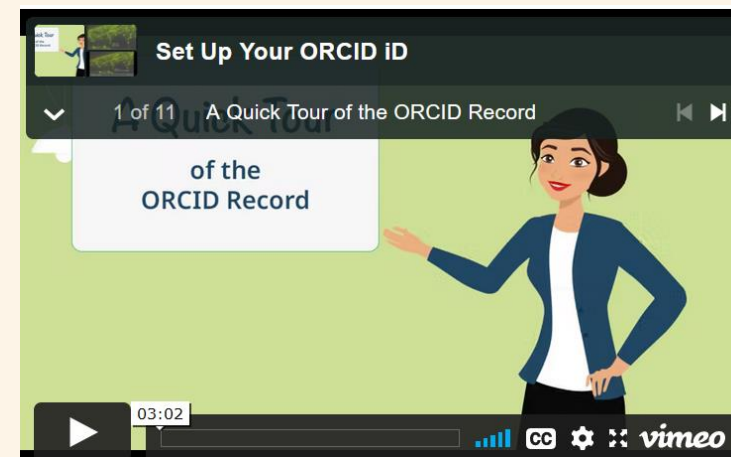 Set Up Your ORCID iD
1 of 11 A Quick Tour of the ORCID Record
A Quick Tour
of the
ORCID Record
03:02
CC
vimeo